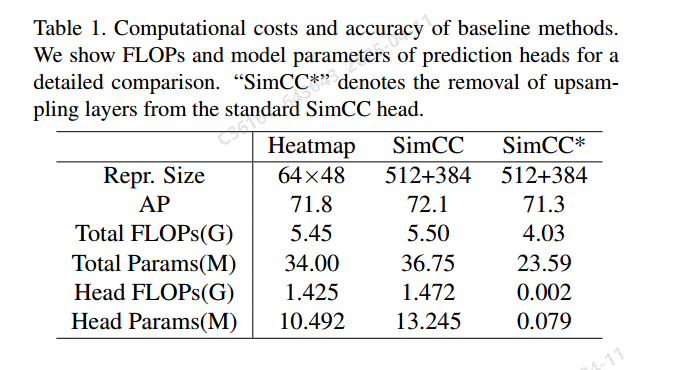 Table 1. Computational costs and accuracy of baseline methods.
We show FLOPs and model parameters of prediction heads for a
detailed comparison. “SimCC*” denotes the removal of upsam-
pling layers from the standard SimCC head.
Heatmap SimCC SimCC*
Repr. Size 64×48 512+384 512+384
AP 71.8 72.1 71.3
Total FLOPs(G) 5.45 5.50 4.03
Total Params(M) 34.00 36.75 23.59
Head FLOPs(G) 1.425 1.472 0.002
Head Params(M) 10.492 13.245 0.079